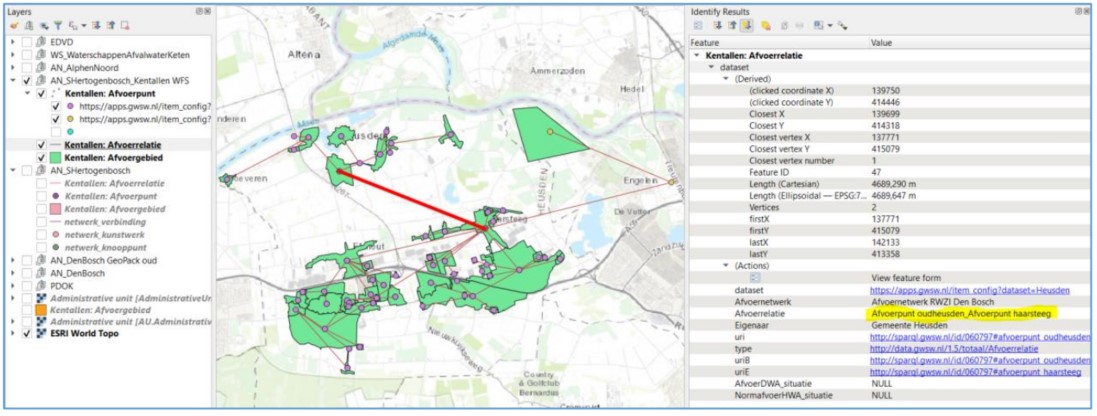 Layers
EDVD
WS_WaterschappenAfvalwaterKeten
AN_AlphenNoord
AN_SHertogenbosch_Kentallen WFS
Kentallen: Afvoerpunt
https://apps.gwsw.nl/item_config?
https://apps.gwsw.nl/item_config?
Kentallen: Afvoerrelatie
Kentallen: Afvoergebied
AN_SHertogenbosch
Kentallen: Afvoerrelatie
Kentallen: Afvoerpunt
Kentallen: Afvoergebied
netwerk_verbinding
netwerk_kunstwerk
netwerk_knooppunt
AN_DenBosch GeoPack oud
AN_DenBosch
PDOK
Administrative unit [AdministrativeUn
Kentallen: Afvoergebied
Administrative unit [AU.Administrativ
ESRI World Topo
Altena
Ammerzoden
Hedel
nderen
usde
Engelen
De Vutter
HEUSDEN
Country
& Golfclub
Bernardus
Identify Results
Feature Value
Kentallen: Afvoerrelatie
dataset
(Derived)
(clicked coordinate X) 139750
(clicked coordinate Y) 414446
Closest X 139699
Closest Y 414318
Closest vertex X 137771
Closest vertex Y 415079
Closest vertex number 1
Feature ID 47
Length (Cartesian) 4689,290 m
Length (Ellipsoidal — EPSG:7... 4689,647 m
Vertices 2
firstX 137771
firstY 415079
lastX 142133
lastY 413358
(Actions)
View feature form
dataset https://apps.gwsw.nl/item_config?dataset=Heusden
Afvoernetwerk Afvoernetwerk RWZI Den Bosch
Afvoerrelatie Afvoerpunt oudheusden_Afvoerpunt haarsteeg
Eigenaar Gemeente Heusden
uri http://sparql.gwsw.nl/id/060797#afvoerpunt_oudheusden
type http://data.gwsw.nl/1.5/totaal/Afvoerrelatie
uriB http://sparql.gwsw.nl/id/060797#afvoerpunt_oudheusden
uriE http://sparql.gwsw.nl/id/060797#afvoerpunt_haarsteeg
AfvoerDWA_situatie NULL
NormafvoerHWA_situatie NULL